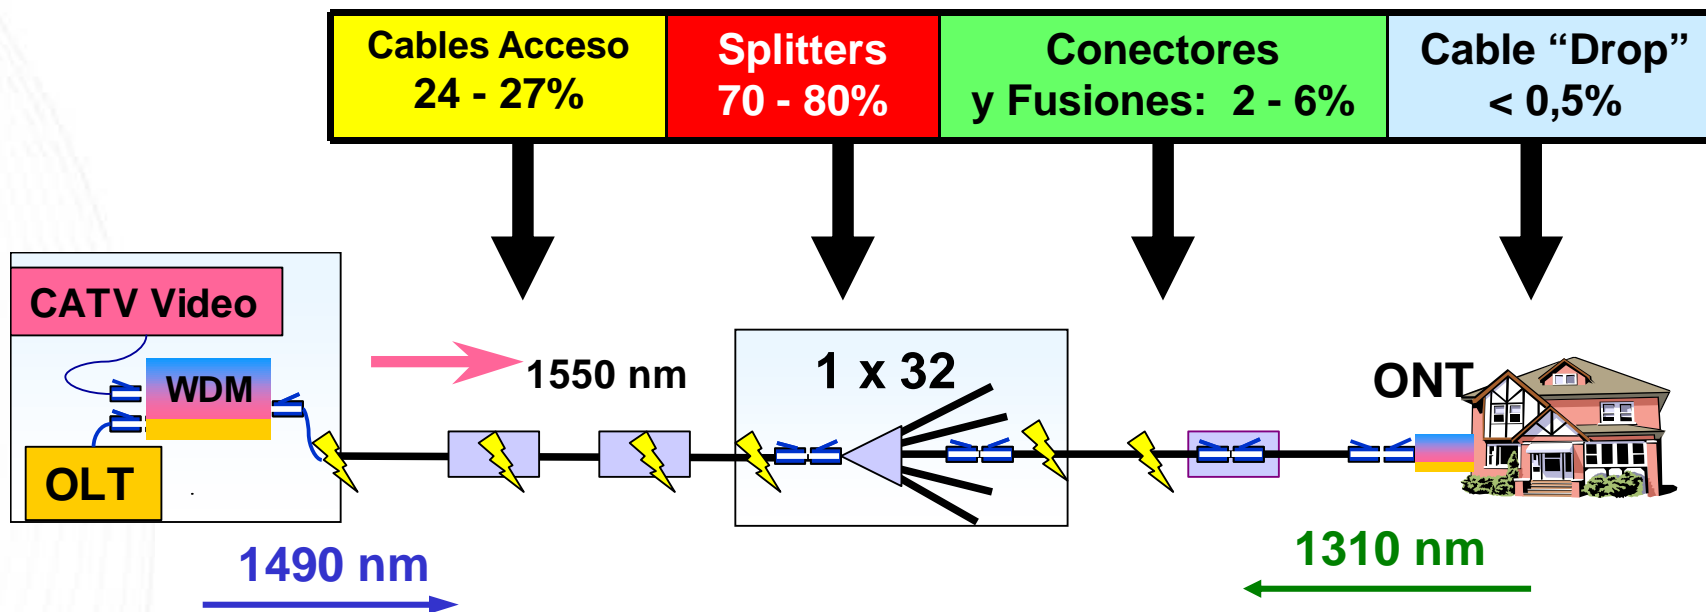 Cables Acceso
24 - 27%
Splitters
70 - 80%
Conectores
y Fusiones: 2 - 6%
Cable “Drop”
< 0,5%
CATV Video
WDM
OLT
1550 nm
1 x 32
ONT
1490 nm
1310 nm